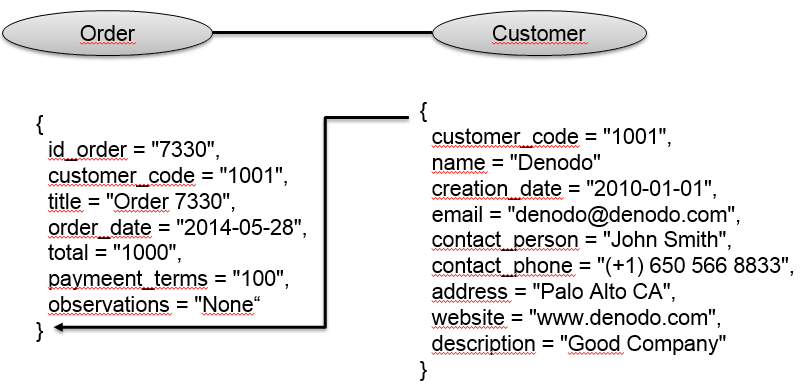 Order
Customer
{
id_order = "7330",
customer_code = "1001",
title = "Order 7330",
order_date = "2014-05-28",
total = "1000",
paymeent_terms = "100",
observations = "None“
}
{
customer_code = "1001",
name = "Denodo"
creation_date = "2010-01-01",
email = "denodo@denodo.com",
contact_person = "John Smith",
contact_phone = "(+1) 650 566 8833",
address = "Palo Alto CA",
website = "www.denodo.com",
description = "Good Company"
}